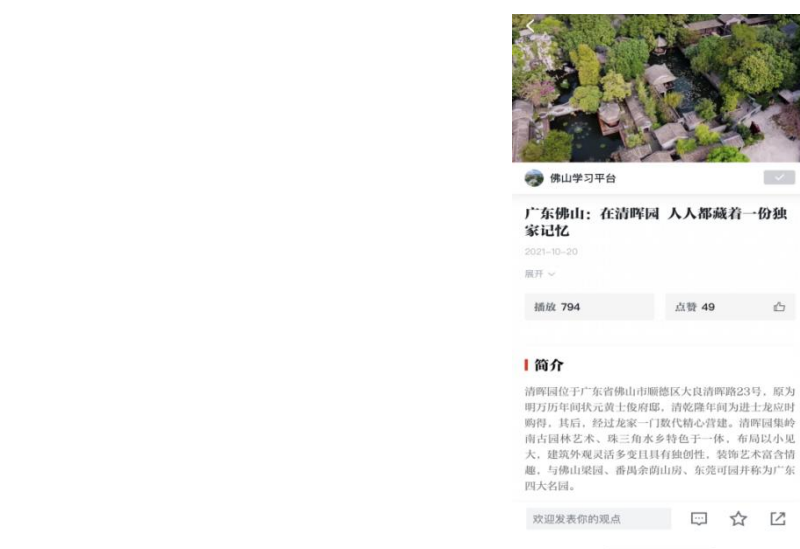 佛山学习平台
广东佛山：在清晖园 人人都藏着一份独
家记忆
2021-10-20
展开
播放 794
点赞 49
简介
清晖园位于广东省佛山市顺德区大良清晖路23号，原为
明万历年间状元黄士俊府邸，清乾隆年间为进士龙应时
购得，其后，经过龙家一门数代精心营建。清晖园集岭
南古园林艺术、珠三角水乡特色于一体，布局以小见
大，建筑外观灵活多变且具有独创性，装饰艺术富含情
趣，与佛山梁园、番禺余荫山房、东莞可园并称为广东
四大名园。
欢迎发表你的观点